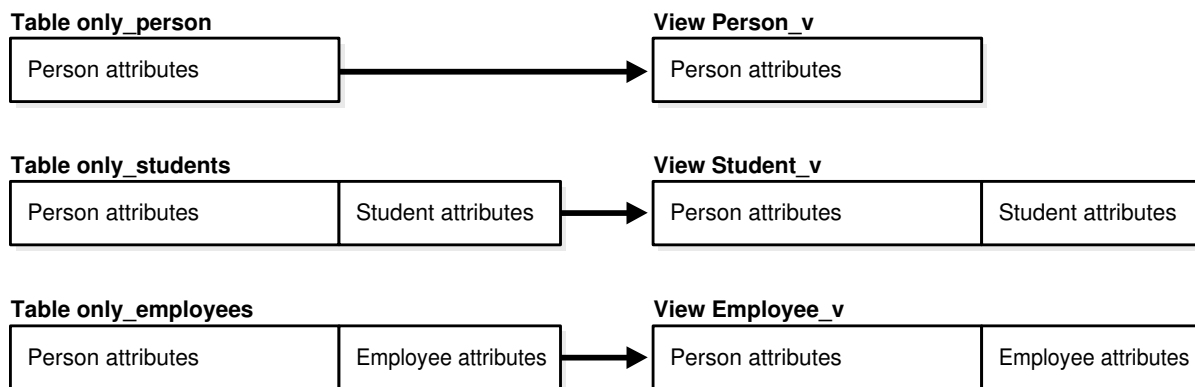 Table only_person View Person_v
Person attributes Person attributes
Table only_students View Student_v
Person attributes Student attributes Person attributes Student attributes
Table only_employees View Employee_v
Person attributes Employee attributes Person attributes Employee attributes